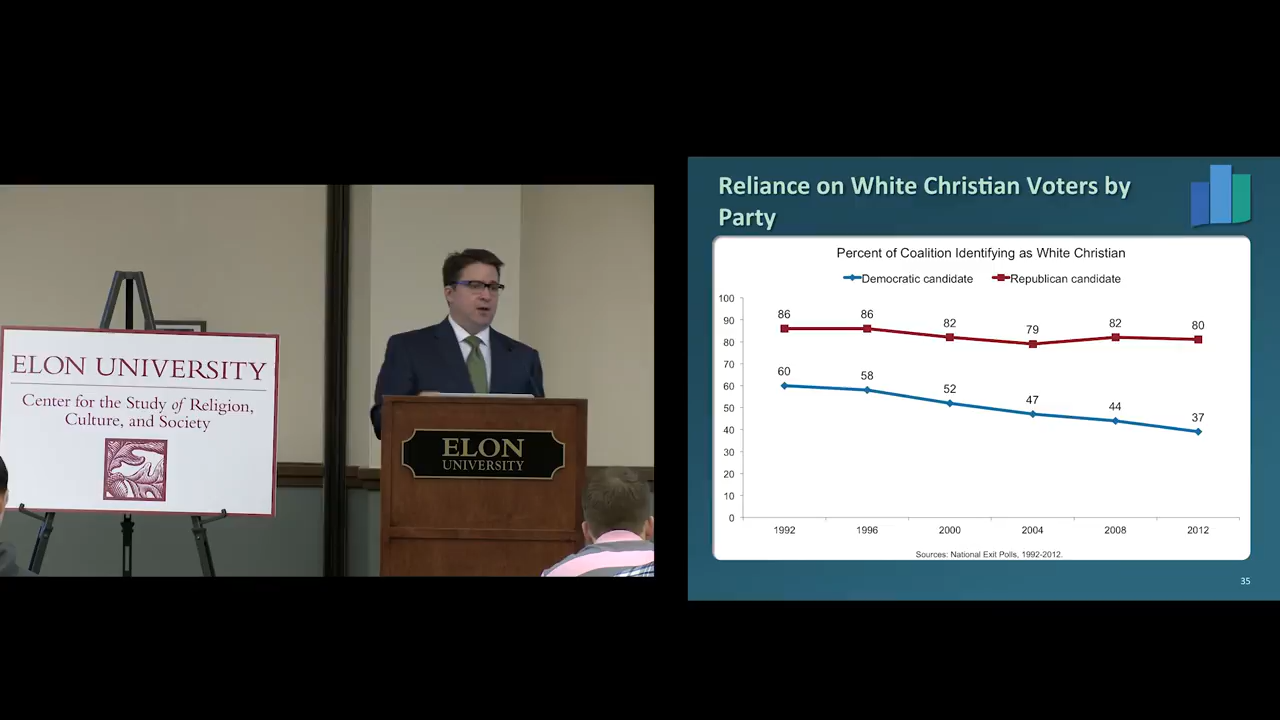 ELON UNIVERSITY
Center for the Study of Religion,
Culture, and Society
ELON
UNIVERSITY
Reliance on White Christian Voters by
Party
Percent of Coalition Identifying as White Christian
Democratic candidate
Republican candidate
100
90
80
70
60
50
40
30
20
10
0
86
86
82
79
82
80
60
58
52
47
44
37
1992
1996
2000
2004
2008
2012
Sources: National Exit Polls, 1992-2012.
35